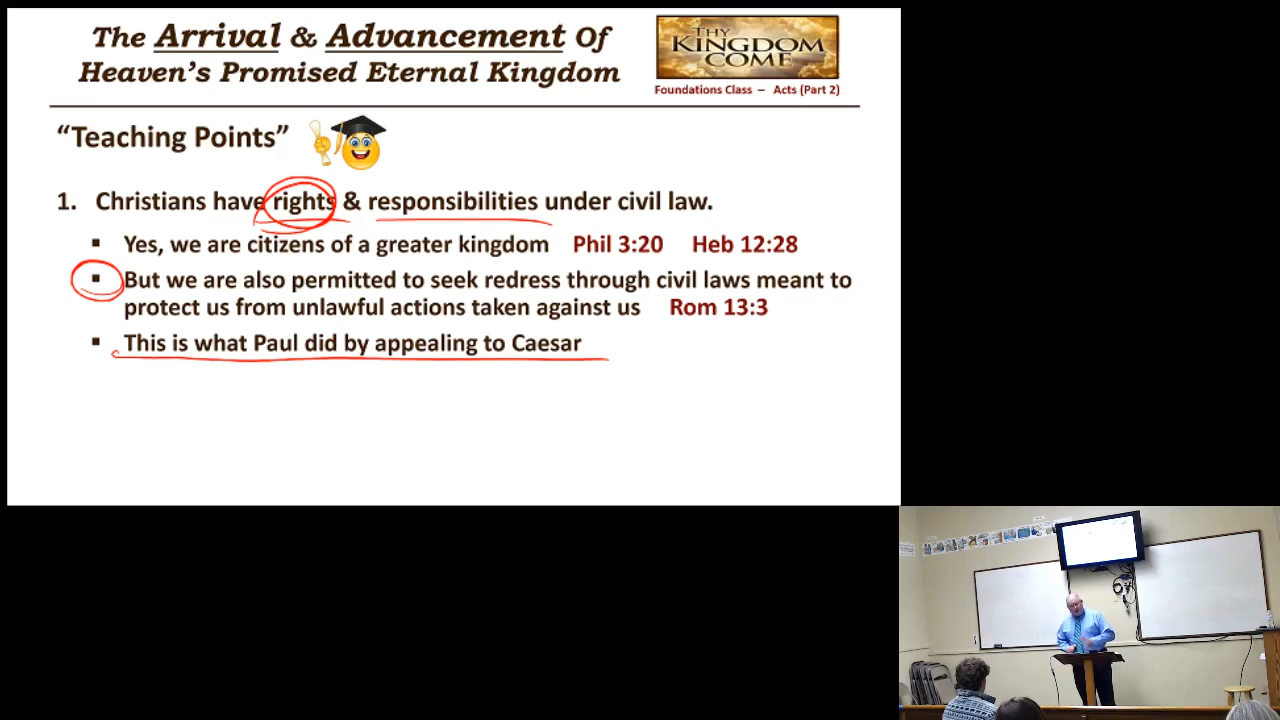 The Arrival & Advancement Of
Heaven's Promised Eternal Kingdom
THY
KINGDOM
COME
Foundations Class – Acts (Part 2)
“Teaching Points”
1. Christians have rights & responsibilities under civil law.
▪ Yes, we are citizens of a greater kingdom Phil 3:20 Heb 12:28
▪ But we are also permitted to seek redress through civil laws meant to
protect us from unlawful actions taken against us Rom 13:3
▪ This is what Paul did by appealing to Caesar